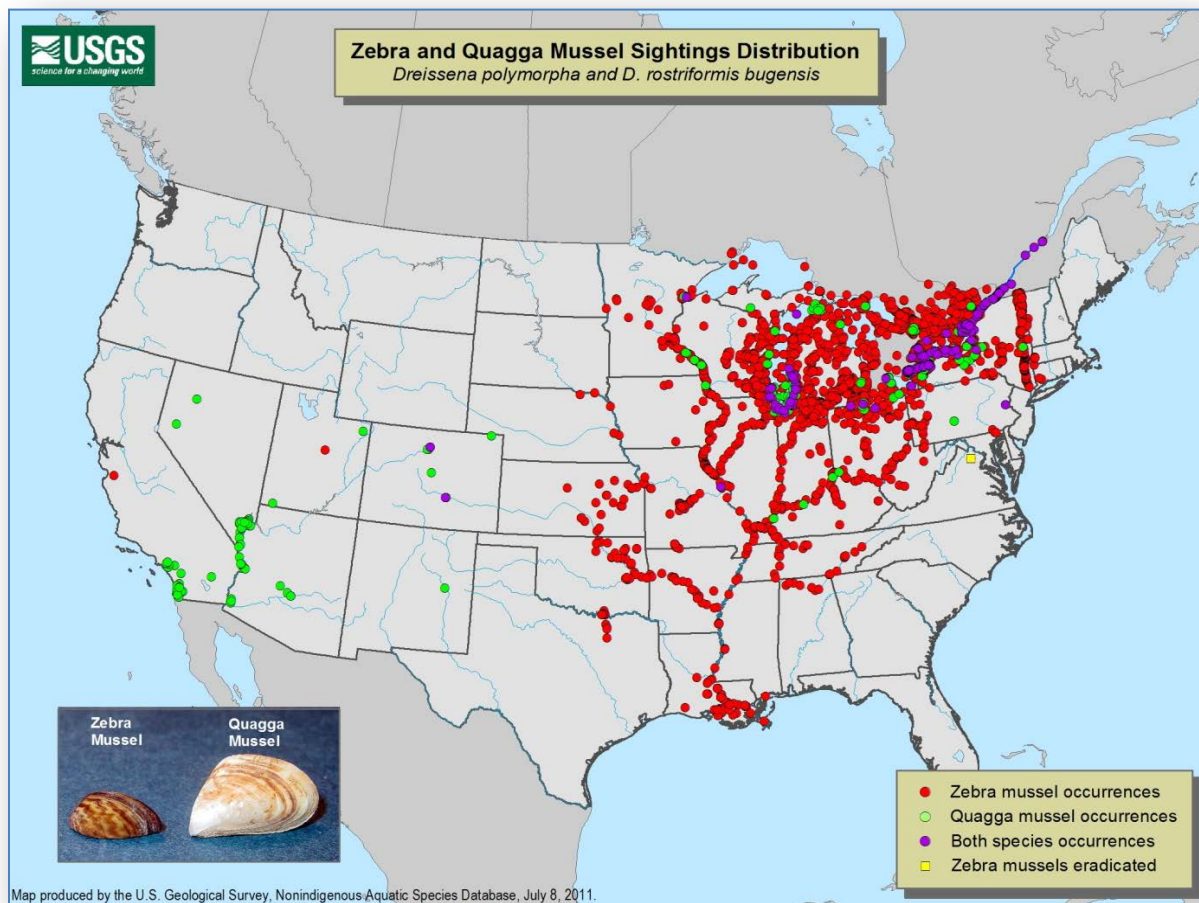 USGS
science for a changing world
Zebra and Quagga Mussel Sightings Distribution
Dreissena polymorpha and D. rostriformis bugensis
Zebra
Mussel
Quagga
Mussel
Zebra mussel occurrences
Quagga mussel occurrences
Both species occurrences
Zebra mussels eradicated
Map produced by the U.S. Geological Survey, Nonindigenous Aquatic Species Database, July 8, 2011.